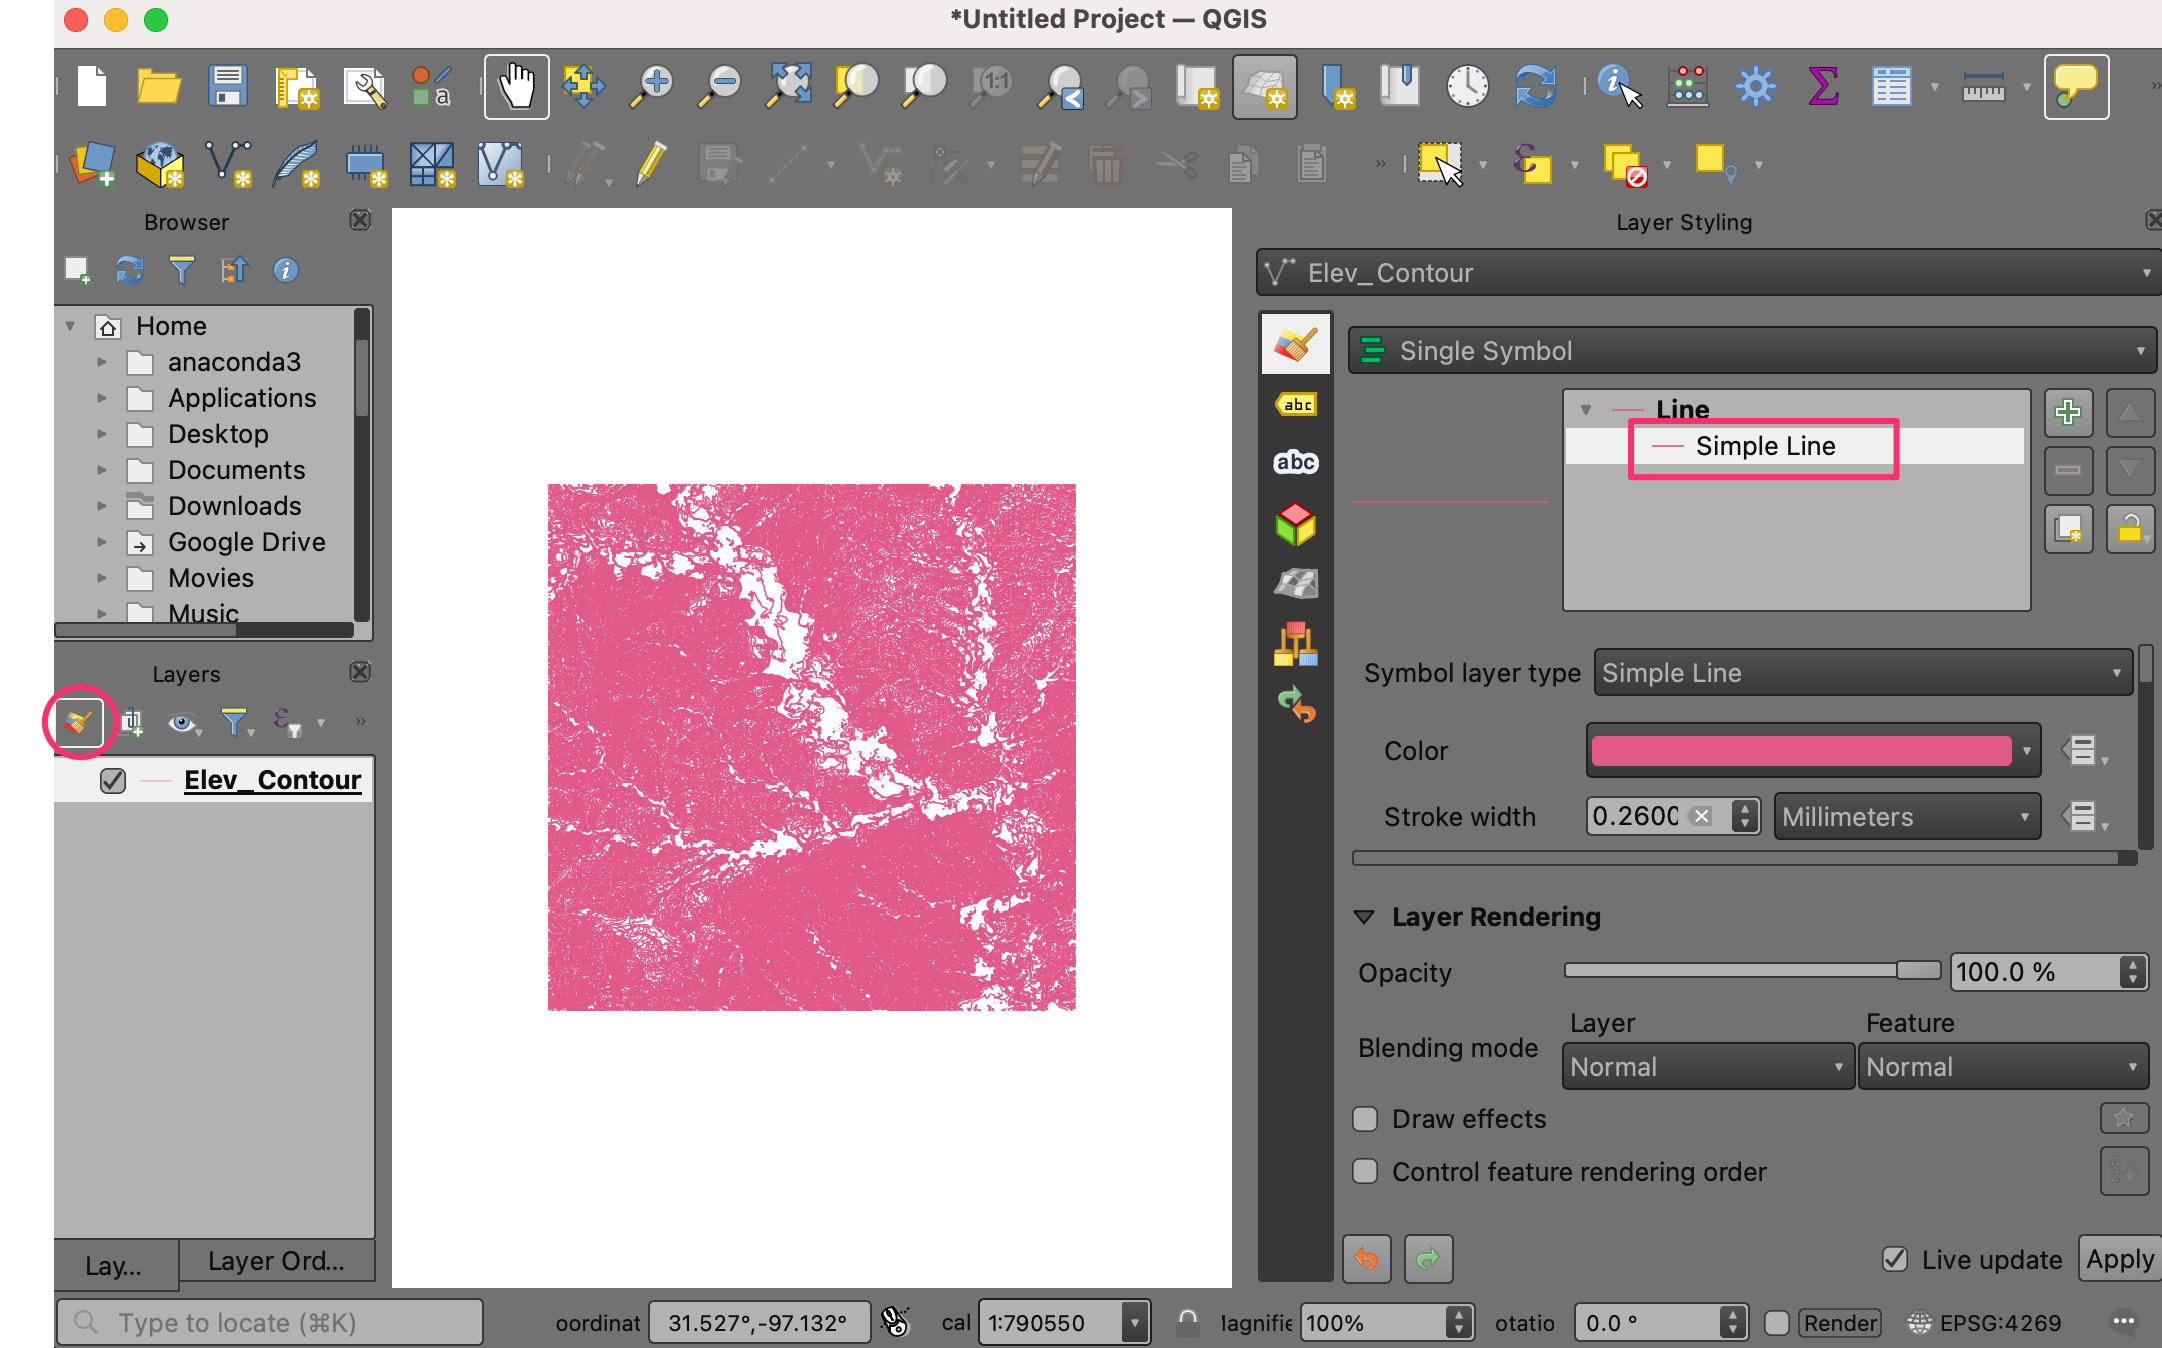 *Untitled Project — QGIS
a
1:1
Browser
Home
anaconda3
Applications
Desktop
Documents
Downloads
Google Drive
Movies
Music
Layers
Elev_Contour
Lay...
Layer Ord...
Layer Styling
Elev_Contour
abc
abc
Single Symbol
Line
Simple Line
Symbol layer type
Simple Line
Color
Stroke width
0.2600
Millimeters
Layer Rendering
Opacity
100.0 %
Layer
Feature
Blending mode
Normal
Normal
Draw effects
Control feature rendering order
Live update
Apply
Type to locate (⌘K)
oordinat
31.527°,-97.132°
cal
1:790550
lagnifie
100%
otatio
0.0 °
Render
EPSG:4269